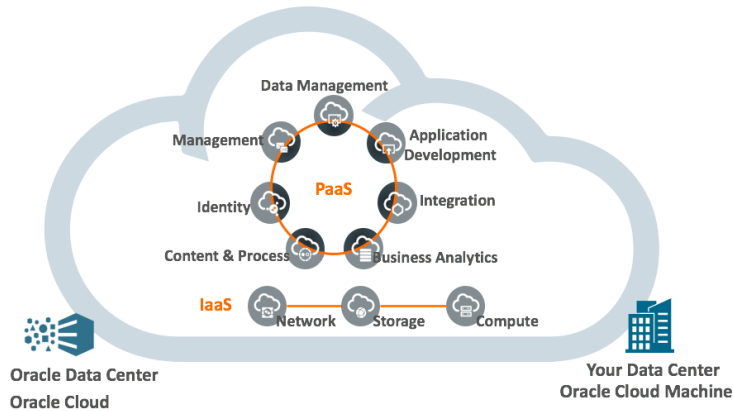 Data Management
Management
Application
Development
PaaS
Identity
Integration
Content & Process
Business Analytics
IaaS
Network
Storage
Compute
Oracle Data Center
Oracle Cloud
Your Data Center
Oracle Cloud Machine